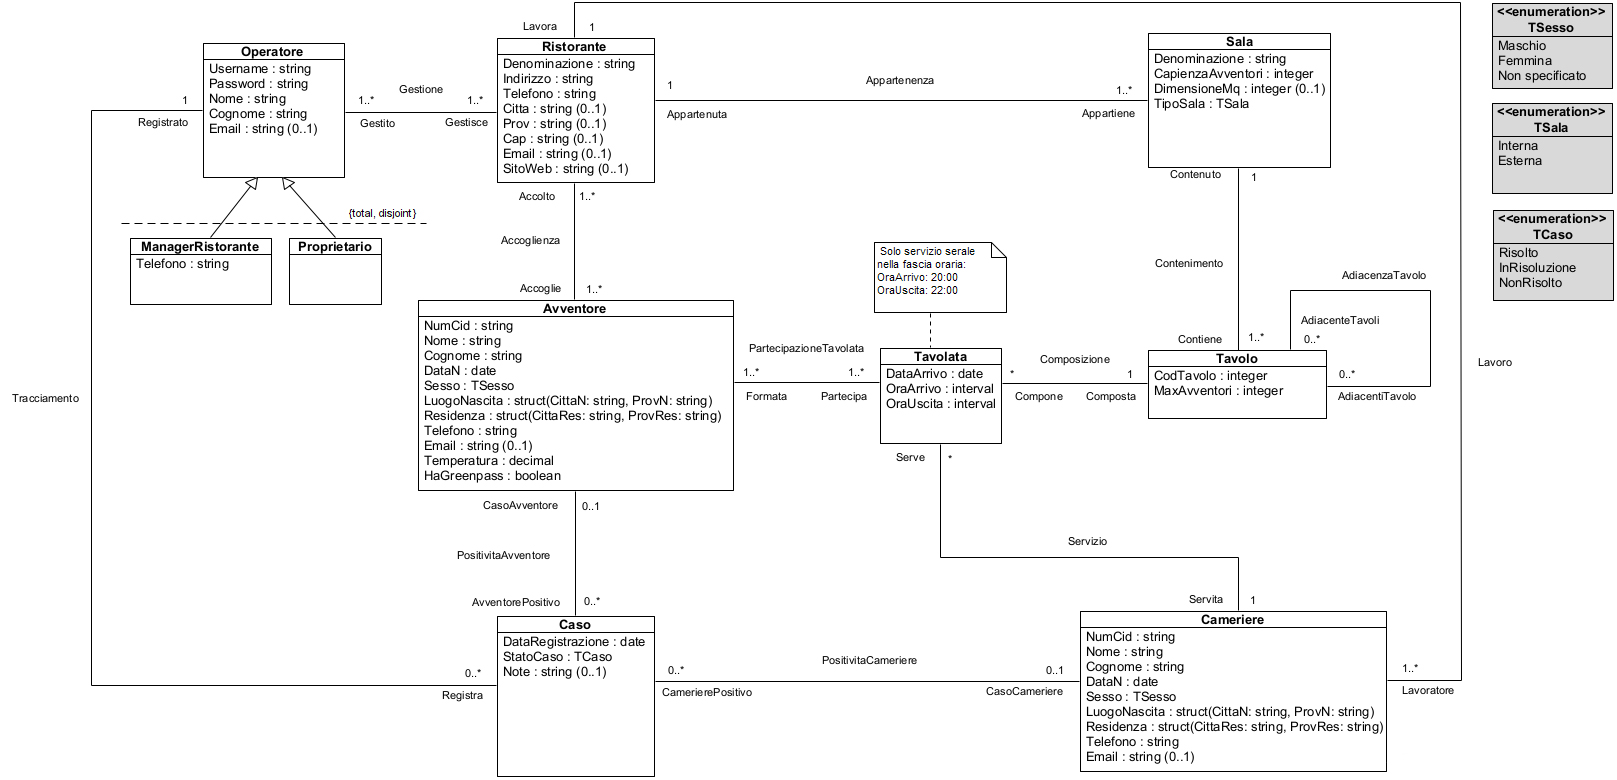 Operatore
Username : string
Password : string
Nome : string
Cognome : string
Email : string (0..1)
1
Registrato
1..*
Gestito
Gestione
1..*
Gestisce
{total, disjoint}
ManagerRistorante
Telefono : string
Proprietario
Lavora
1
Ristorante
Denominazione : string
Indirizzo : string
Telefono : string
Citta : string (0..1)
Prov : string (0..1)
Cap : string (0..1)
Email : string (0..1)
SitoWeb : string (0..1)
1
Appartenuta
Appartenenza
1..*
Appartiene
Sala
Denominazione : string
CapienzaAvventori : integer
DimensioneMq : integer (0..1)
TipoSala : TSala
<<enumeration>>
TSesso
Maschio
Femmina
Non specificato
<<enumeration>>
TSala
Interna
Esterna
<<enumeration>>
TCaso
Risolto
InRisoluzione
NonRisolto
Accolto
1..*
Accoglienza
Accoglie
1..*
Contenuto
1
Contenimento
Contiene
1..*
Solo servizio serale
nella fascia oraria:
OraArrivo: 20:00
OraUscita: 22:00
AdiacenzaTavolo
AdiacenteTavoli
0..*
0..*
AdiacentiTavolo
Avventore
NumCid : string
Nome : string
Cognome : string
DataN : date
Sesso : TSesso
LuogoNascita : struct(CittaN: string, ProvN: string)
Residenza : struct(CittaRes: string, ProvRes: string)
Telefono : string
Email : string (0..1)
Temperatura : decimal
HaGreenpass : boolean
PartecipazioneTavolata
1..*
Formata
1..*
Partecipa
Tavolata
DataArrivo : date
OraArrivo : interval
OraUscita : interval
Composizione
*
Compone
1
Composta
Tavolo
CodTavolo : integer
MaxAvventori : integer
Lavoro
Tracciamento
Serve
*
Servizio
Servita
1
CasoAvventore
0..1
PositivitaAvventore
AvventorePositivo
0..*
Caso
DataRegistrazione : date
StatoCaso : TCaso
Note : string (0..1)
0..*
Registra
0..*
CamerierePositivo
PositivitaCameriere
0..1
CasoCameriere
Cameriere
NumCid : string
Nome : string
Cognome : string
DataN : date
Sesso : TSesso
LuogoNascita : struct(CittaN: string, ProvN: string)
Residenza : struct(CittaRes: string, ProvRes: string)
Telefono : string
Email : string (0..1)
1..*
Lavoratore